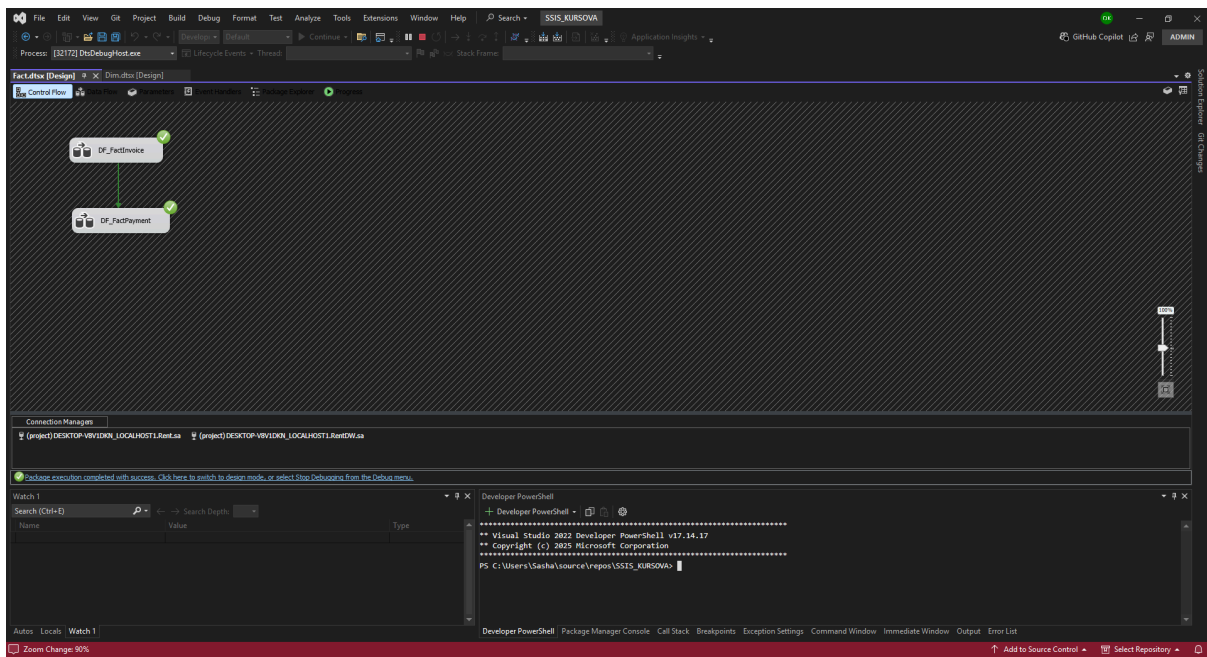 File Edit View Git Project Build Debug Format Test Analyze Tools Extensions Window Help Search SSIS_KURSOVA OK
Develop Default Continue Application Insights GitHub Copilot ADMIN
Process: [32172] DtsDebugHost.exe Lifecycle Events Thread: Stack Frame:
Fact.dtsx [Design] Dim.dtsx [Design]
Control Flow Data Flow Parameters Event Handlers Package Explorer Progress
Solution Explorer
Git Changes
DF_FactInvoice
DF_FactPayment
100%
Connection Managers
(project) DESKTOP-V8V1DKN_LOCALHOST1.Rent.sa (project) DESKTOP-V8V1DKN_LOCALHOST1.RentDW.sa
Package execution completed with success. Click here to switch to design mode, or select Stop Debugging from the Debug menu.
Watch 1
Search (Ctrl+E) Search Depth:
Name Value Type
Autos Locals Watch 1
Developer PowerShell
+ Developer PowerShell
**********************************************************************
** Visual Studio 2022 Developer PowerShell v17.14.17
** Copyright (c) 2025 Microsoft Corporation
**********************************************************************
PS C:\Users\Sasha\source\repos\SSIS_KURSOVA>
Developer PowerShell Package Manager Console Call Stack Breakpoints Exception Settings Command Window Immediate Window Output Error List
Zoom Change: 90% Add to Source Control Select Repository